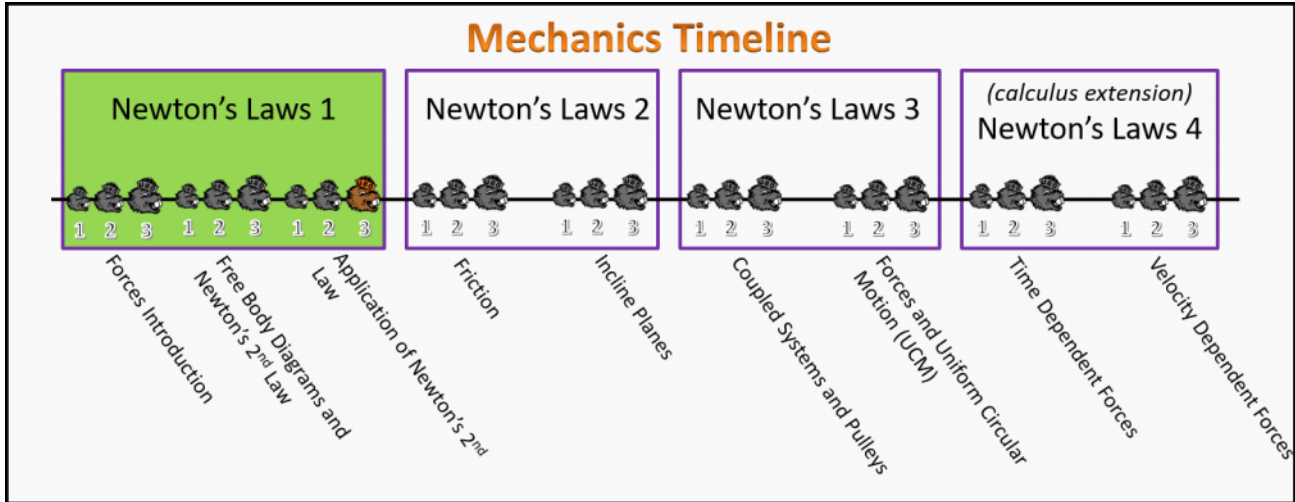 Mechanics Timeline
Newton's Laws 1
Newton's Laws 2
Newton's Laws 3
(calculus extension)
Newton's Laws 4
1 2 3 1 2 3 1 2 3
1 2 3 1 2 3
1 2 3 1 2 3
1 2 3 1 2 3
Forces Introduction
Free Body Diagrams and
Newton's 2nd Law
Application of Newton's 2nd
Law
Friction
Incline Planes
Coupled Systems and Pulleys
Forces and Uniform Circular
Motion (UCM)
Time Dependent Forces
Velocity Dependent Forces